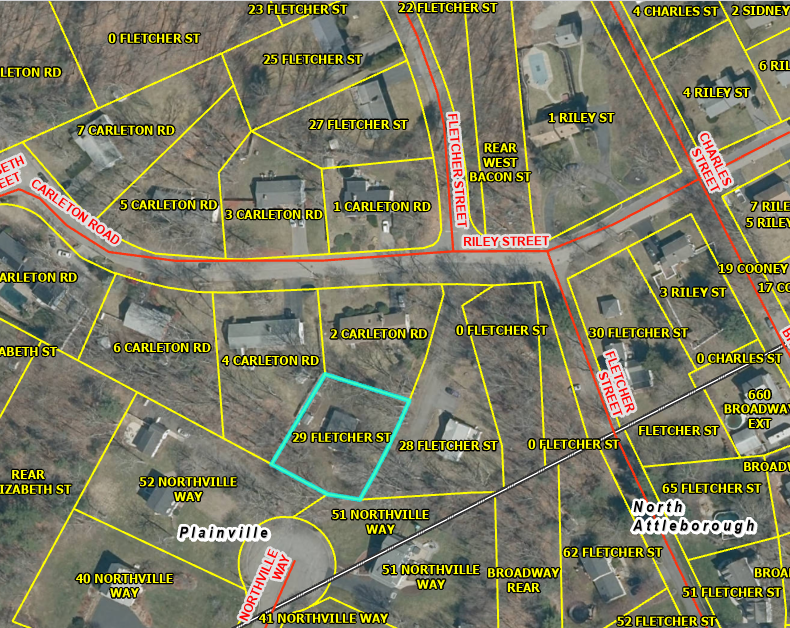 23 FLETCHER ST
22 FLETCHER ST
4 CHARLES ST
2 SIDNEY
0 FLETCHER ST
25 FLETCHER ST
LETON RD
6 RIL
4 RILEY ST
7 CARLETON RD
27 FLETCHER ST
1 RILEY ST
FLETCHER STREET
REAR
WEST
BACON ST
CHARLES
STREET
BETH
EET
CARLETON ROAD
5 CARLETON RD
3 CARLETON RD
1 CARLETON RD
7 RILE
5 RILEY
RILEY STREET
ARLETON RD
19 COONEY
17 CO
3 RILEY ST
6 CARLETON RD
4 CARLETON RD
2 CARLETON RD
0 FLETCHER ST
30 FLETCHER ST
ABETH ST
0 CHARLES ST
FLETCHER
STREET
660
BROADWAY
EXT
29 FLETCHER ST
28 FLETCHER ST
0 FLETCHER ST
FLETCHER ST
BROADW
REAR
IZABETH ST
52 NORTHVILLE
WAY
65 FLETCHER ST
51 NORTHVILLE
WAY
North
Attleborough
Plainville
62 FLETCHER ST
40 NORTHVILLE
WAY
NORTHVILLE
WAY
51 NORTHVILLE
WAY
BROADWAY
REAR
BROA
51 FLETCHER ST
41 NORTHVILLE WAY
52 FLETCHER ST